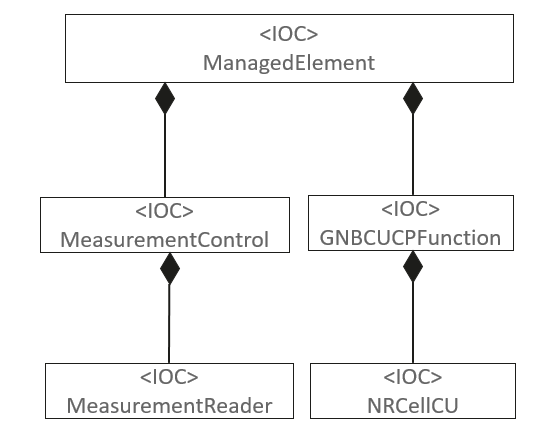 <IOC>
ManagedElement
<IOC>
MeasurementControl
<IOC>
GNBCUCPFunction
<IOC>
MeasurementReader
<IOC>
NRCellCU